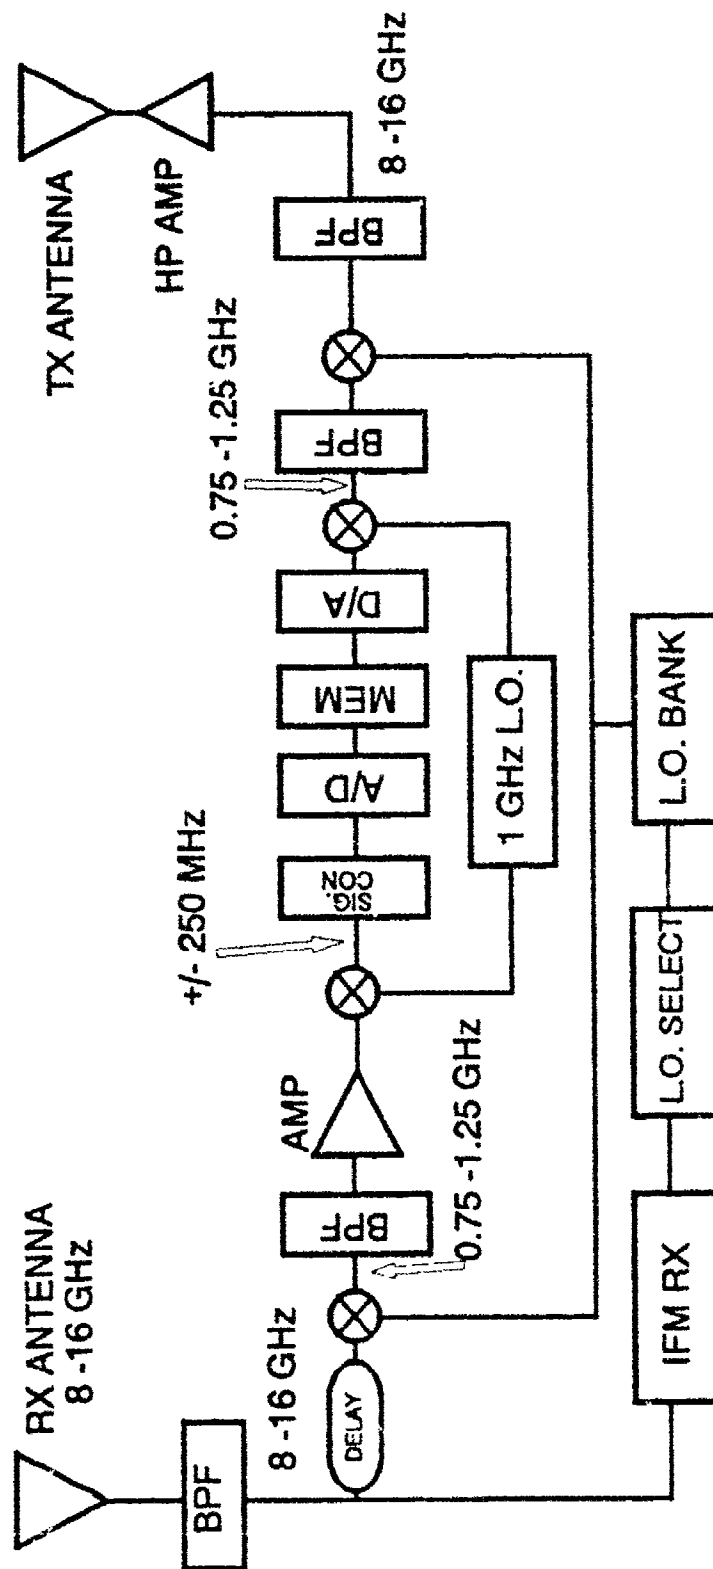 RX ANTENNA
8 -16 GHz
BPF
8 -16 GHz
DELAY
BPF
0.75 -1.25 GHz
AMP
+/- 250 MHz
SIG.
CON
A/D
MEM
D/A
0.75 -1.25 GHz
BPF
BPF
8 -16 GHz
TX ANTENNA
HP AMP
1 GHz L.O.
IFM RX
L.O. SELECT
L.O. BANK